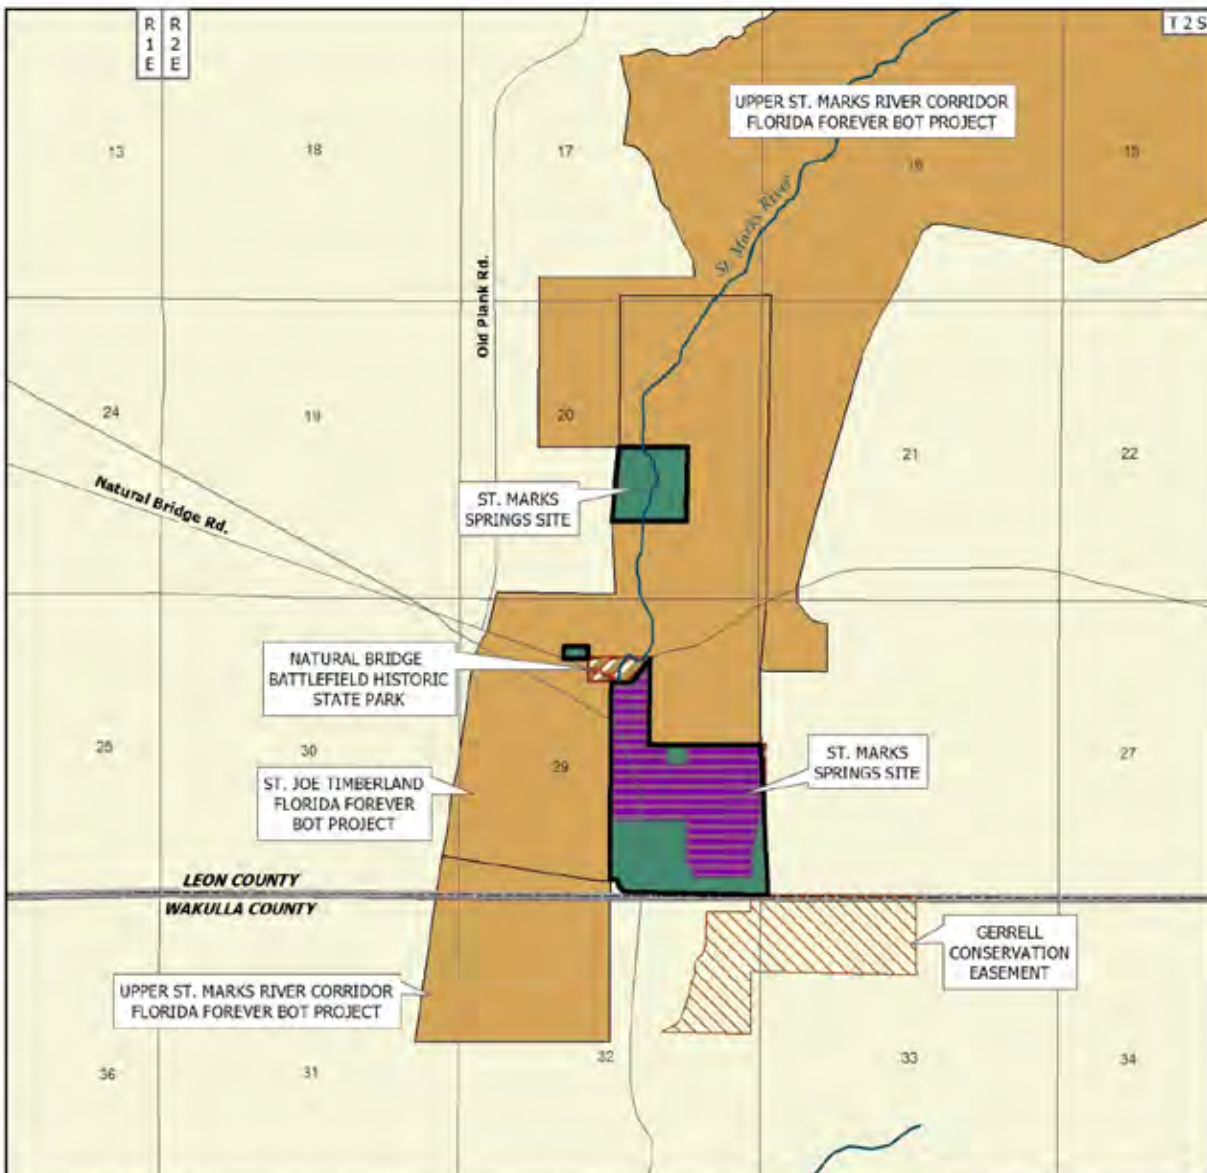 R
1
E
R
2
E
T 2 S
UPPER ST. MARKS RIVER CORRIDOR
FLORIDA FOREVER BOT PROJECT
13
18
17
16
15
St. Marks River
Old Plank Rd.
24
19
20
21
22
Natural Bridge Rd.
ST. MARKS
SPRINGS SITE
NATURAL BRIDGE
BATTLEFIELD HISTORIC
STATE PARK
25
30
29
27
ST. MARKS
SPRINGS SITE
ST. JOE TIMBERLAND
FLORIDA FOREVER
BOT PROJECT
LEON COUNTY
WAKULLA COUNTY
GERRELL
CONSERVATION
EASEMENT
UPPER ST. MARKS RIVER CORRIDOR
FLORIDA FOREVER BOT PROJECT
36
31
32
33
34